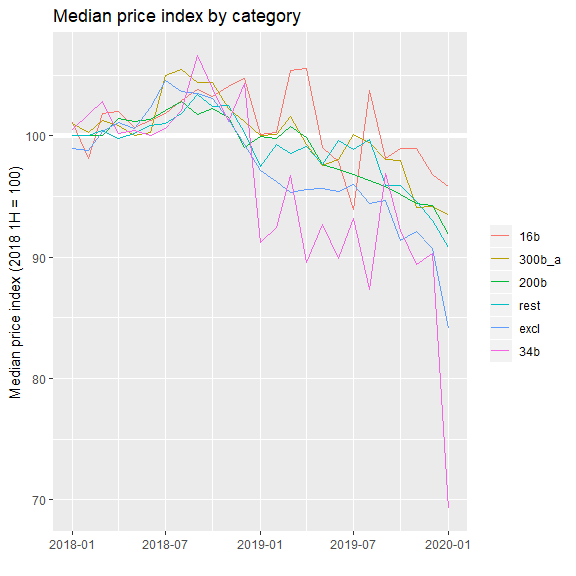 Median price index by category
Median price index (2018 1H = 100)
100
90
80
70
2018-01
2018-07
2019-01
2019-07
2020-01
16b
300b_a
200b
rest
excl
34b